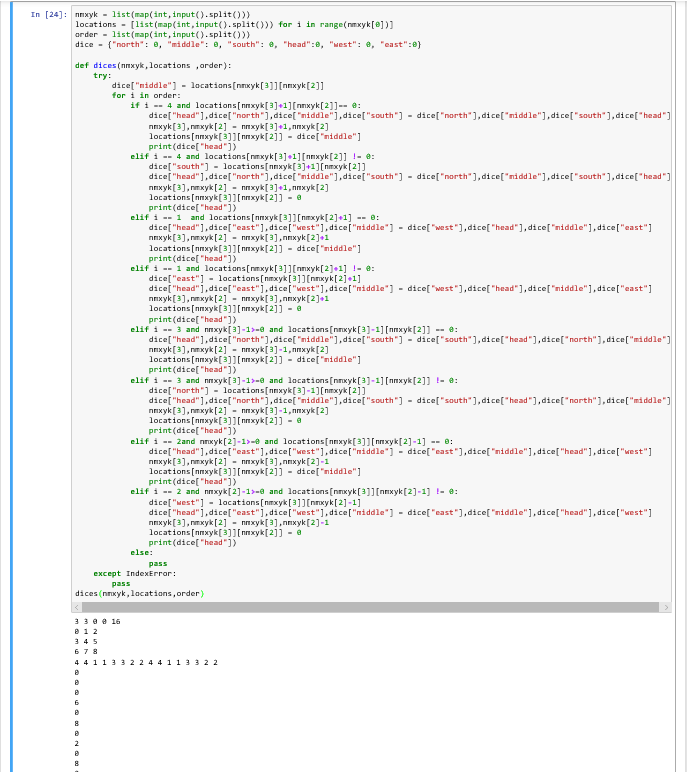 In [24]:
nmxyk = list(map(int,input().split()))
locations = [list(map(int,input().split())) for i in range(nmxyk[0])]
order = list(map(int,input().split()))
dice = {"north": 0, "middle": 0, "south": 0, "head":0, "west": 0, "east":0}

def dices(nmxyk,locations ,order):
    try:
        dice["middle"] = locations[nmxyk[3]][nmxyk[2]]
        for i in order:
            if i == 4 and locations[nmxyk[3]+1][nmxyk[2]]== 0:
                dice["head"],dice["north"],dice["middle"],dice["south"] = dice["north"],dice["middle"],dice["south"],dice["head"]
                nmxyk[3],nmxyk[2] = nmxyk[3]+1,nmxyk[2]
                locations[nmxyk[3]][nmxyk[2]] = dice["middle"]
                print(dice["head"])
            elif i == 4 and locations[nmxyk[3]+1][nmxyk[2]] != 0:
                dice["south"] = locations[nmxyk[3]+1][nmxyk[2]]
                dice["head"],dice["north"],dice["middle"],dice["south"] = dice["north"],dice["middle"],dice["south"],dice["head"]
                nmxyk[3],nmxyk[2] = nmxyk[3]+1,nmxyk[2]
                locations[nmxyk[3]][nmxyk[2]] = 0
                print(dice["head"])
            elif i == 1  and locations[nmxyk[3]][nmxyk[2]+1] == 0:
                dice["head"],dice["east"],dice["west"],dice["middle"] = dice["west"],dice["head"],dice["middle"],dice["east"]
                nmxyk[3],nmxyk[2] = nmxyk[3],nmxyk[2]+1
                locations[nmxyk[3]][nmxyk[2]] = dice["middle"]
                print(dice["head"])
            elif i == 1 and locations[nmxyk[3]][nmxyk[2]+1] != 0:
                dice["east"] = locations[nmxyk[3]][nmxyk[2]+1]
                dice["head"],dice["east"],dice["west"],dice["middle"] = dice["west"],dice["head"],dice["middle"],dice["east"]
                nmxyk[3],nmxyk[2] = nmxyk[3],nmxyk[2]+1
                locations[nmxyk[3]][nmxyk[2]] = 0
                print(dice["head"])
            elif i == 3 and nmxyk[3]-1>=0 and locations[nmxyk[3]-1][nmxyk[2]] == 0:
                dice["head"],dice["north"],dice["middle"],dice["south"] = dice["south"],dice["head"],dice["north"],dice["middle"]
                nmxyk[3],nmxyk[2] = nmxyk[3]-1,nmxyk[2]
                locations[nmxyk[3]][nmxyk[2]] = dice["middle"]
                print(dice["head"])
            elif i == 3 and nmxyk[3]-1>=0 and locations[nmxyk[3]-1][nmxyk[2]] != 0:
                dice["north"] = locations[nmxyk[3]-1][nmxyk[2]]
                dice["head"],dice["north"],dice["middle"],dice["south"] = dice["south"],dice["head"],dice["north"],dice["middle"]
                nmxyk[3],nmxyk[2] = nmxyk[3]-1,nmxyk[2]
                locations[nmxyk[3]][nmxyk[2]] = 0
                print(dice["head"])
            elif i == 2and nmxyk[2]-1>=0 and locations[nmxyk[3]][nmxyk[2]-1] == 0:
                dice["head"],dice["east"],dice["west"],dice["middle"] = dice["east"],dice["middle"],dice["head"],dice["west"]
                nmxyk[3],nmxyk[2] = nmxyk[3],nmxyk[2]-1
                locations[nmxyk[3]][nmxyk[2]] = dice["middle"]
                print(dice["head"])
            elif i == 2 and nmxyk[2]-1>=0 and locations[nmxyk[3]][nmxyk[2]-1] != 0:
                dice["west"] = locations[nmxyk[3]][nmxyk[2]-1]
                dice["head"],dice["east"],dice["west"],dice["middle"] = dice["east"],dice["middle"],dice["head"],dice["west"]
                nmxyk[3],nmxyk[2] = nmxyk[3],nmxyk[2]-1
                locations[nmxyk[3]][nmxyk[2]] = 0
                print(dice["head"])
            else:
                pass
    except IndexError:
        pass
dices(nmxyk,locations,order)
3 3 0 0 16
0 1 2
3 4 5
6 7 8
4 4 1 1 3 3 2 2 4 4 1 1 3 3 2 2
0
0
0
6
0
8
0
2
0
8